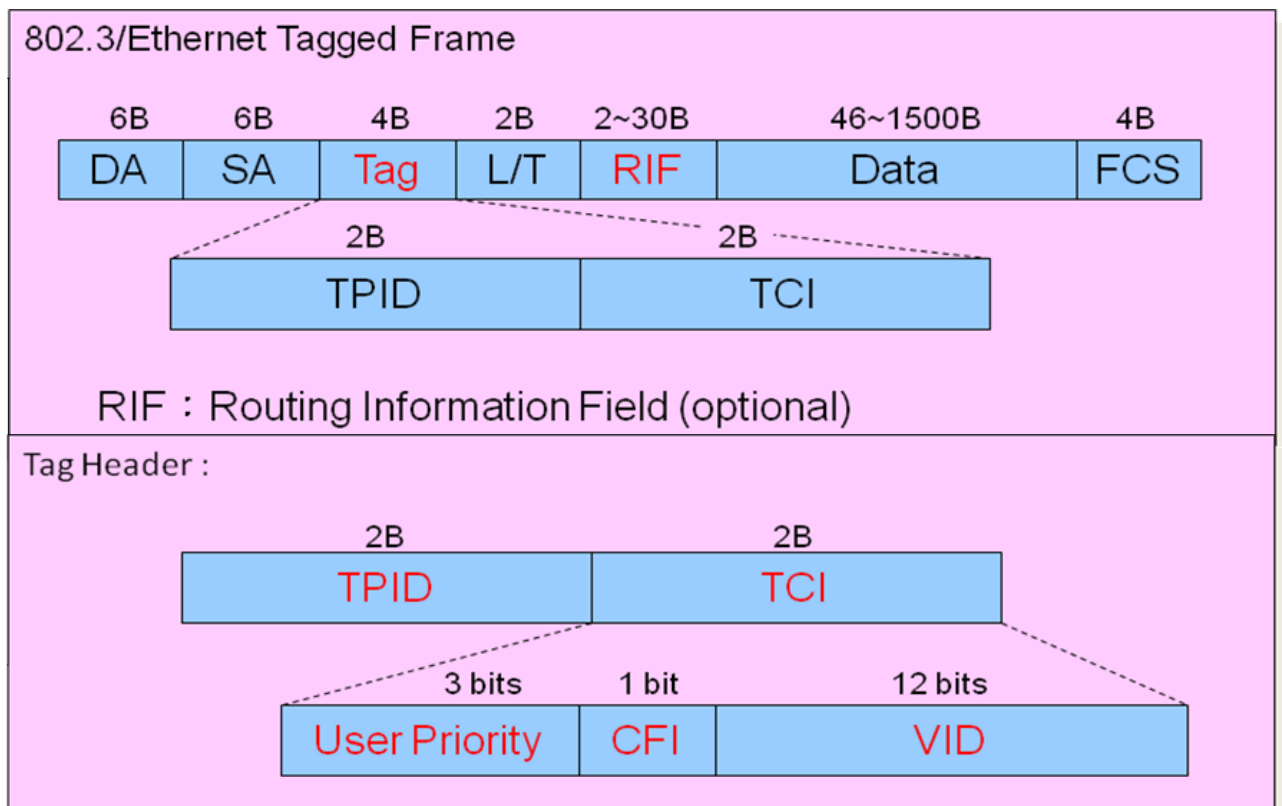 802.3/Ethernet Tagged Frame
6B 6B 4B 2B 2~30B 46~1500B 4B
DA SA Tag L/T RIF Data FCS
2B 2B
TPID TCI
RIF：Routing Information Field (optional)
Tag Header :
2B 2B
TPID TCI
3 bits 1 bit 12 bits
User Priority CFI VID